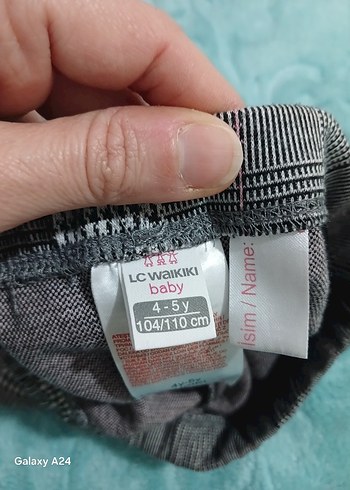 LC WAIKIKI
baby
4 - 5 y
104/110 cm
İsim / Name:
Galaxy A24